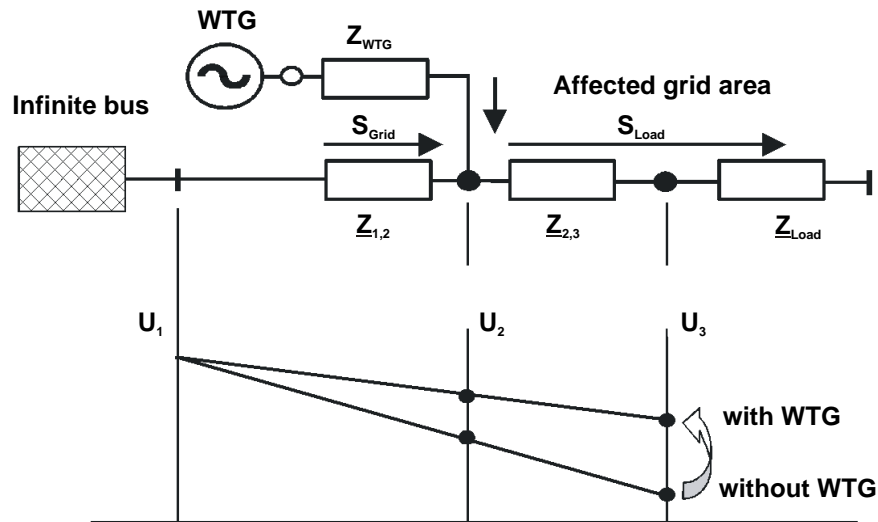 WTG
Z_WTG
Infinite bus
Affected grid area
S_Grid
S_Load
Z_1,2
Z_2,3
Z_Load
U_1
U_2
U_3
with WTG
without WTG